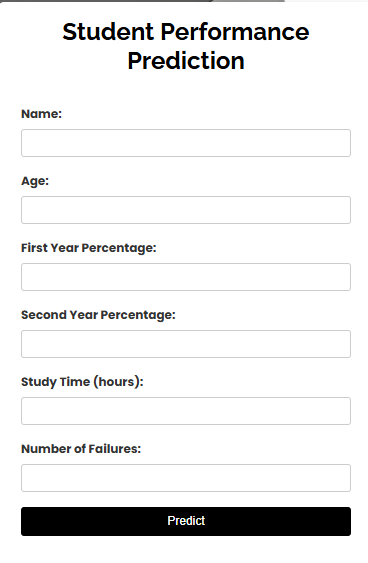 Student Performance
Prediction
Name:
Age:
First Year Percentage:
Second Year Percentage:
Study Time (hours):
Number of Failures:
Predict